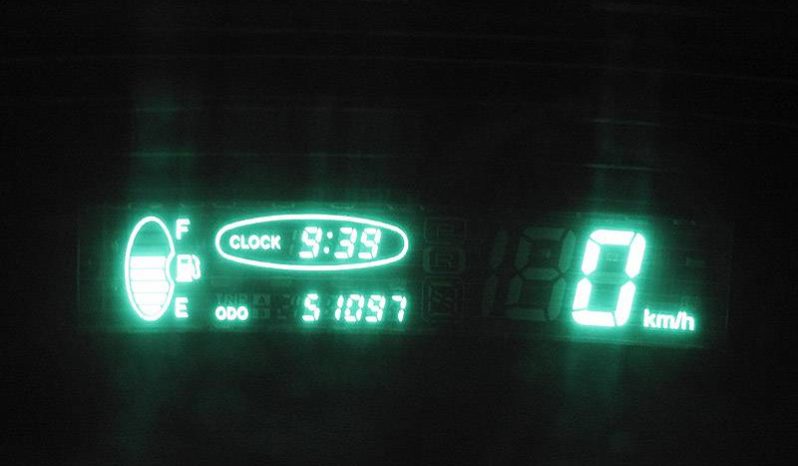 F
CLOCK 9:39
E
ODO 51097
0 km/h